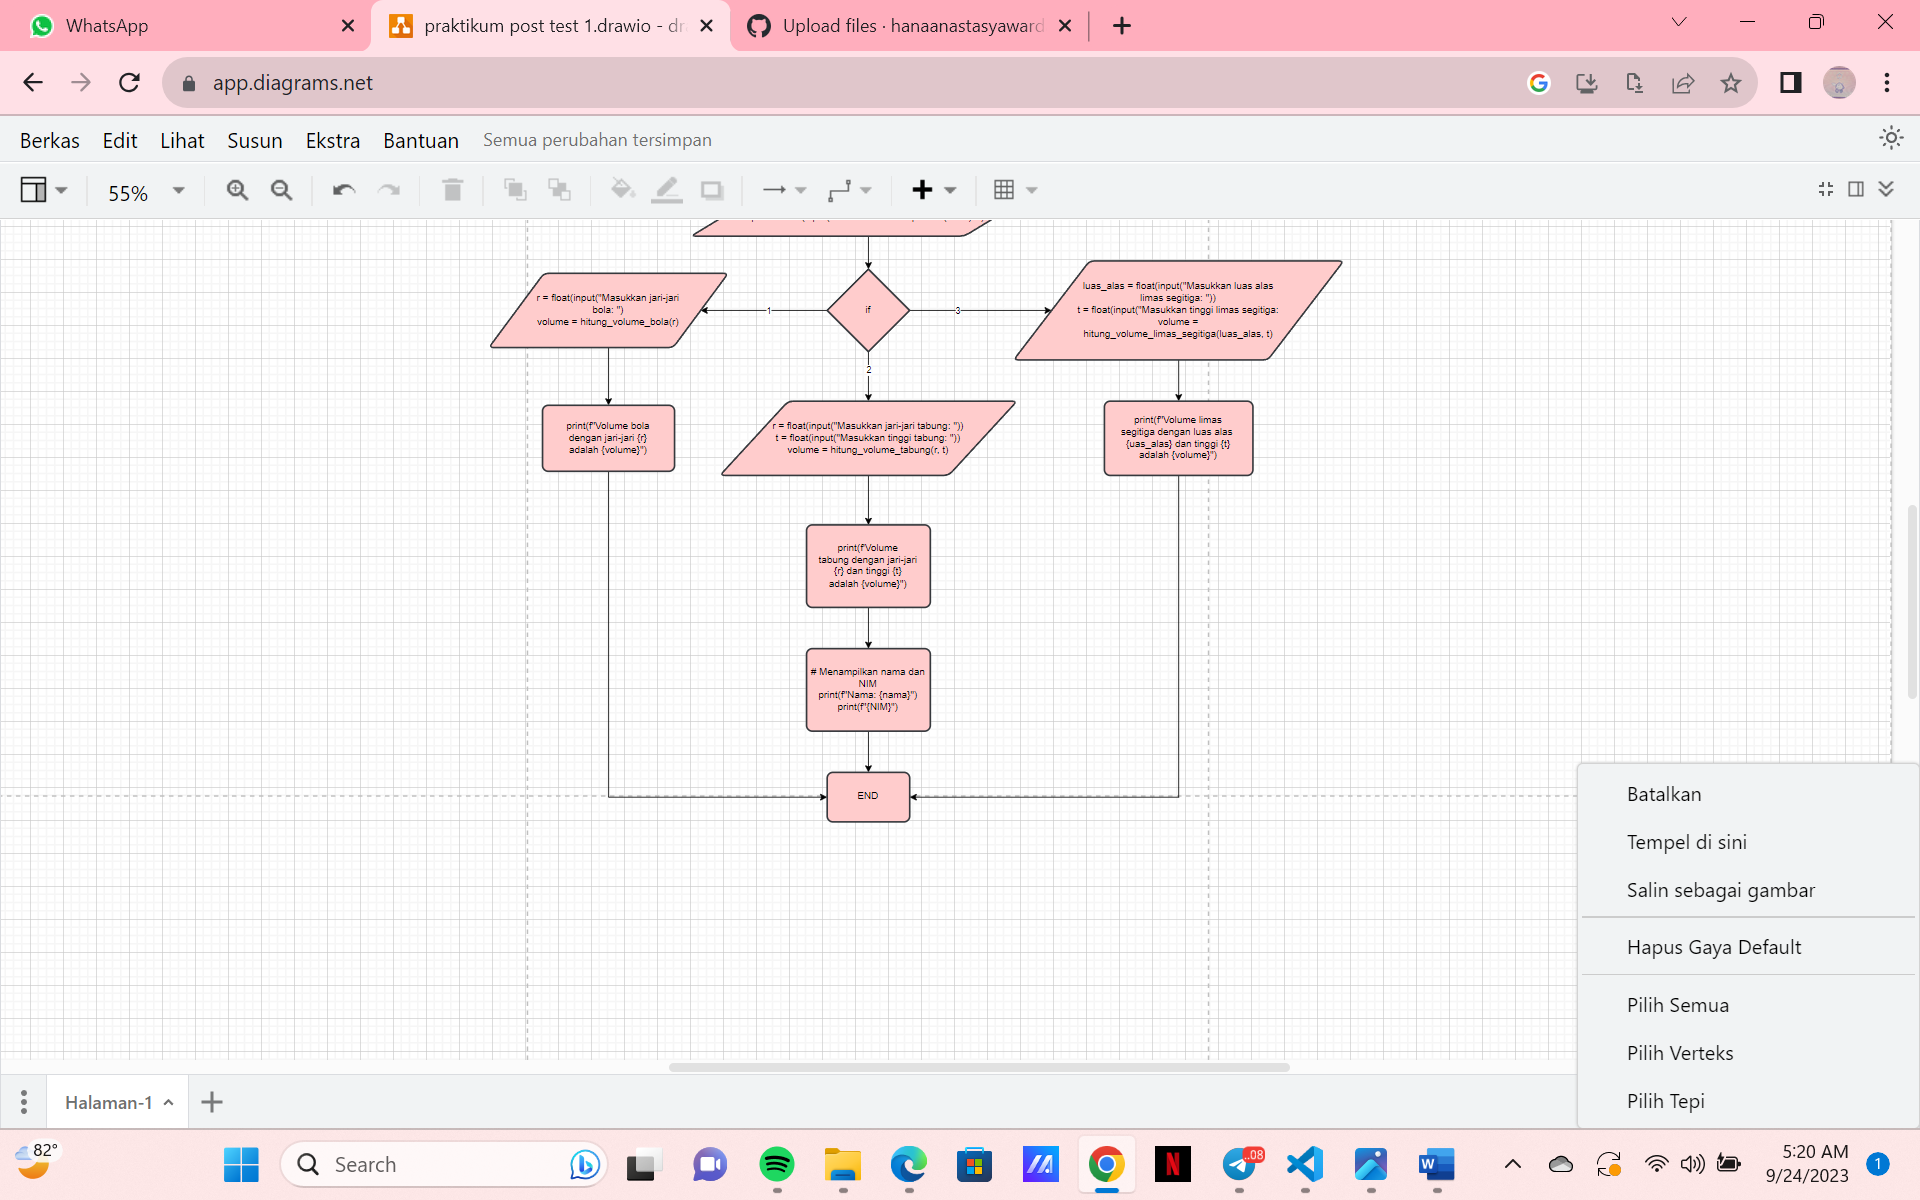 WhatsApp
praktikum post test 1.drawio - dr
Upload files · hanaanastasyaward
app.diagrams.net
Berkas Edit Lihat Susun Ekstra Bantuan Semua perubahan tersimpan
55%
r = float(input("Masukkan jari-jari
bola: ")
volume = hitung_volume_bola(r)
1
if
3
luas_alas = float(input("Masukkan luas alas
limas segitiga: "))
t = float(input("Masukkan tinggi limas segitiga:
volume =
hitung_volume_limas_segitiga(luas_alas, t)
2
print(f"Volume bola
dengan jari-jari {r}
adalah {volume}")
r = float(input("Masukkan jari-jari tabung: "))
t = float(input("Masukkan tinggi tabung: "))
volume = hitung_volume_tabung(r, t)
print(f"Volume limas
segitiga dengan luas alas
{uas_alas} dan tinggi {t}
adalah {volume}")
print(f"Volume
tabung dengan jari-jari
{r} dan tinggi {t}
adalah {volume}")
# Menampilkan nama dan
NIM
print(f"Nama: {nama}")
print(f"{NIM}")
END
Batalkan
Tempel di sini
Salin sebagai gambar
Hapus Gaya Default
Pilih Semua
Pilih Verteks
Pilih Tepi
Halaman-1
82°
Search
..08
5:20 AM
9/24/2023
1